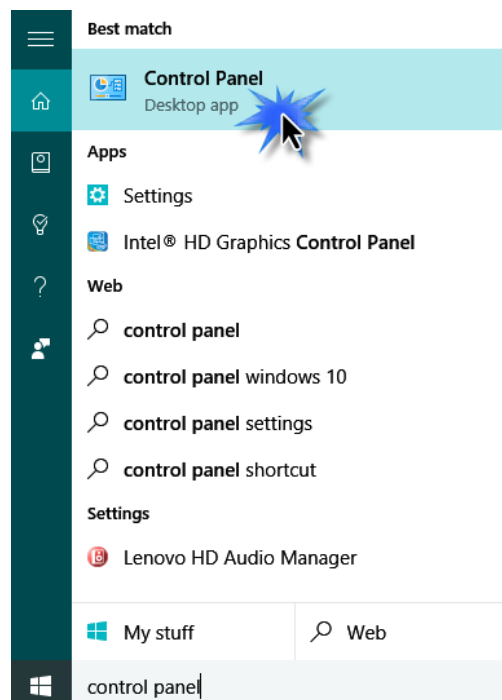 Best match
Control Panel
Desktop app
Apps
Settings
Intel® HD Graphics Control Panel
Web
control panel
control panel windows 10
control panel settings
control panel shortcut
Settings
Lenovo HD Audio Manager
My stuff
Web
control panel